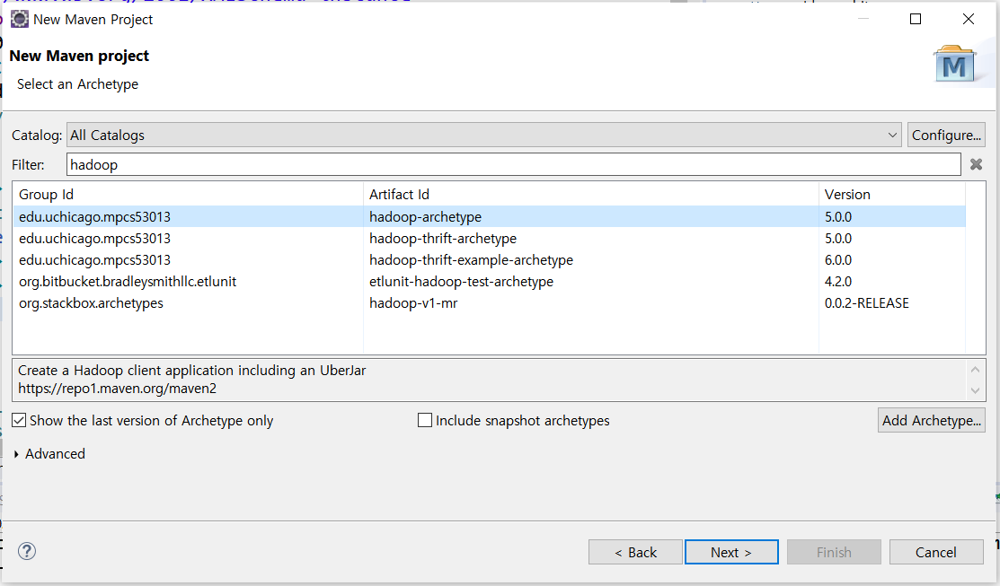 New Maven Project
New Maven project
Select an Archetype
Catalog: All Catalogs Configure...
Filter: hadoop
Group Id Artifact Id Version
edu.uchicago.mpcs53013 hadoop-archetype 5.0.0
edu.uchicago.mpcs53013 hadoop-thrift-archetype 5.0.0
edu.uchicago.mpcs53013 hadoop-thrift-example-archetype 6.0.0
org.bitbucket.bradleysmithllc.etlunit etlunit-hadoop-test-archetype 4.2.0
org.stackbox.archetypes hadoop-v1-mr 0.0.2-RELEASE
Create a Hadoop client application including an UberJar
https://repo1.maven.org/maven2
Show the last version of Archetype only Include snapshot archetypes Add Archetype...
Advanced
? < Back Next > Finish Cancel